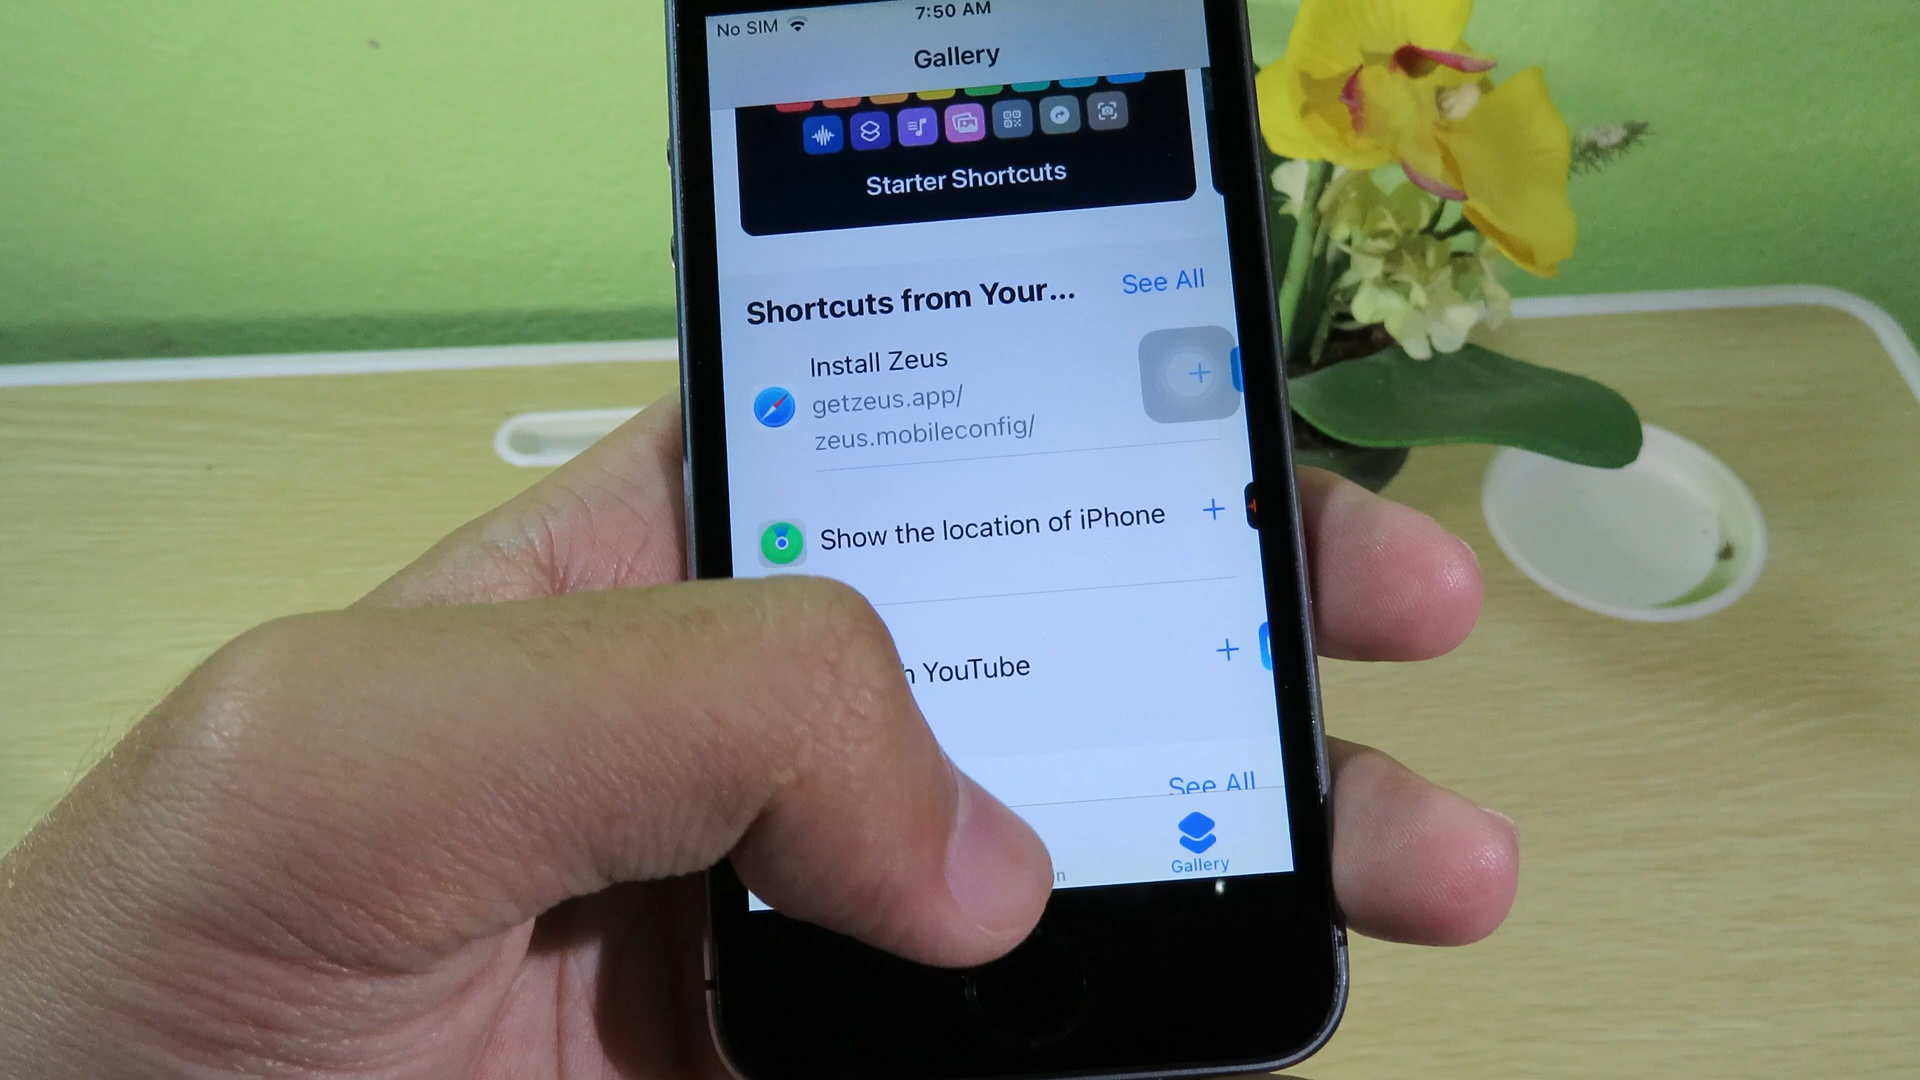 No SIM
7:50 AM
Gallery
Starter Shortcuts
Shortcuts from Your...
See All
Install Zeus
getzeus.app/
zeus.mobileconfig/
Show the location of iPhone
YouTube
See All
Gallery